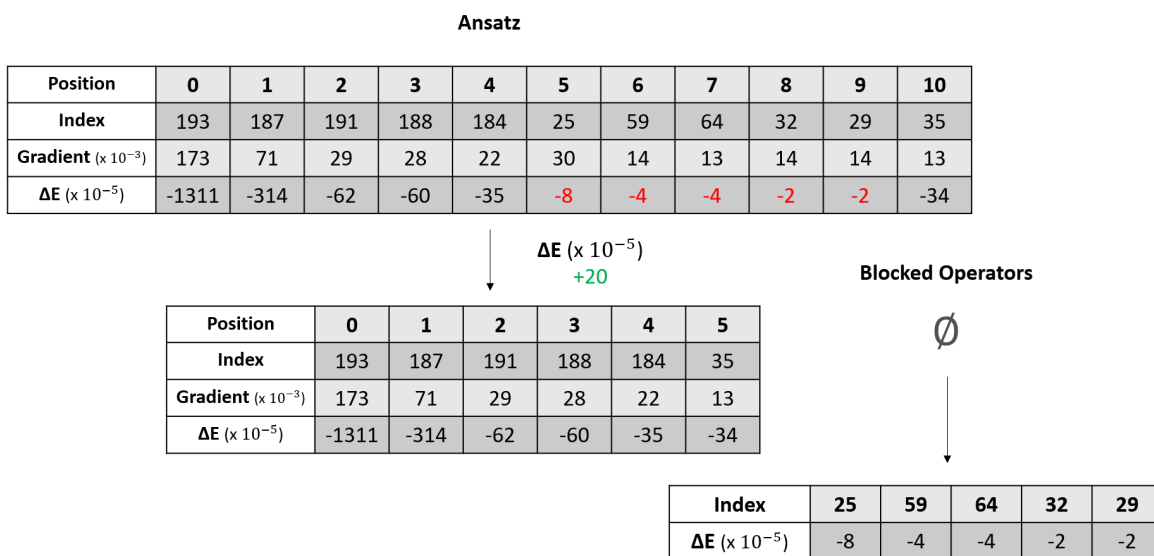 Ansatz
Position 0 1 2 3 4 5 6 7 8 9 10
Index 193 187 191 188 184 25 59 64 32 29 35
Gradient (x 10⁻³) 173 71 29 28 22 30 14 13 14 14 13
ΔE (x 10⁻⁵) -1311 -314 -62 -60 -35 -8 -4 -4 -2 -2 -34
ΔE (x 10⁻⁵)
+20
Blocked Operators
∅
Position 0 1 2 3 4 5
Index 193 187 191 188 184 35
Gradient (x 10⁻³) 173 71 29 28 22 13
ΔE (x 10⁻⁵) -1311 -314 -62 -60 -35 -34
Index 25 59 64 32 29
ΔE (x 10⁻⁵) -8 -4 -4 -2 -2